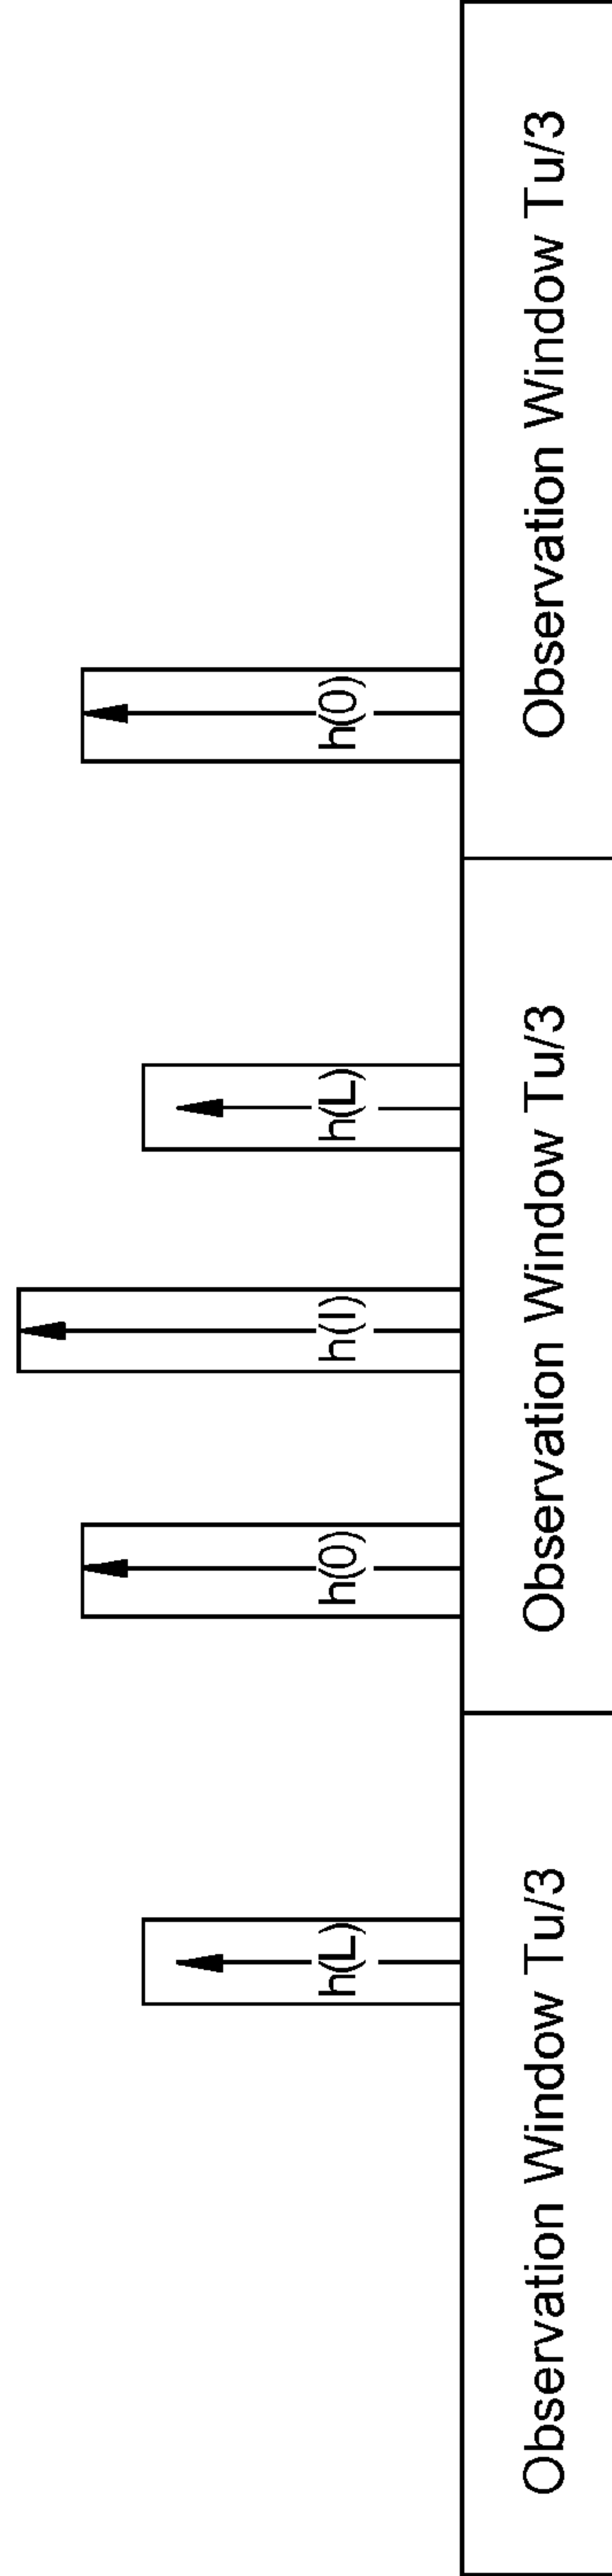 h(L)
h(0)
h(l)
h(L)
h(0)
Observation Window Tu/3
Observation Window Tu/3
Observation Window Tu/3